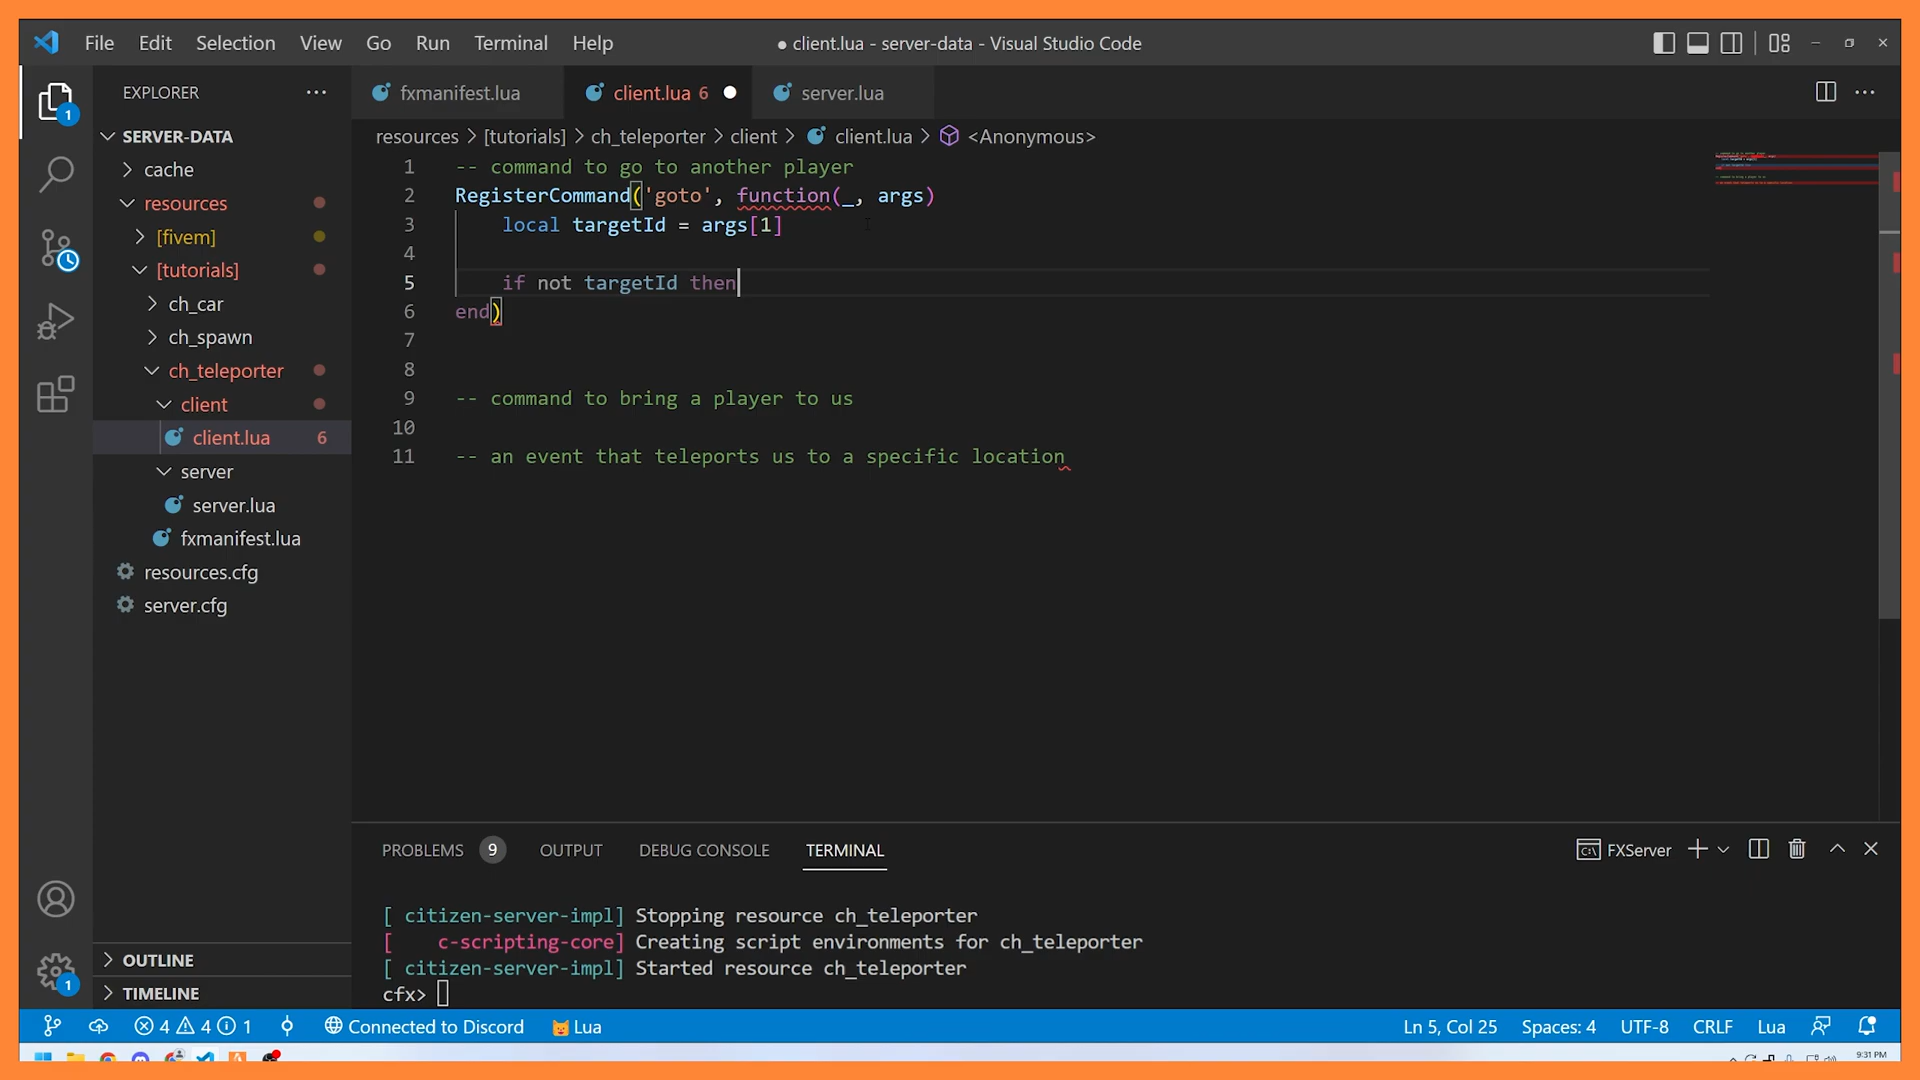 File Edit Selection View Go Run Terminal Help
● client.lua - server-data - Visual Studio Code
EXPLORER
fxmanifest.lua
client.lua 6
server.lua
SERVER-DATA
cache
resources
[fivem]
[tutorials]
ch_car
ch_spawn
ch_teleporter
client
client.lua 6
server
server.lua
fxmanifest.lua
resources.cfg
server.cfg
OUTLINE
TIMELINE
1
1
resources > [tutorials] > ch_teleporter > client > client.lua > <Anonymous>
1 -- command to go to another player
2 RegisterCommand('goto', function(_, args)
3 local targetId = args[1]
4
5 if not targetId then
6 end)
7
8
9 -- command to bring a player to us
10
11 -- an event that teleports us to a specific location
PROBLEMS 9 OUTPUT DEBUG CONSOLE TERMINAL
FXServer
[ citizen-server-impl] Stopping resource ch_teleporter
[ c-scripting-core] Creating script environments for ch_teleporter
[ citizen-server-impl] Started resource ch_teleporter
cfx>
4 4 1 Connected to Discord Lua
Ln 5, Col 25 Spaces: 4 UTF-8 CRLF Lua
9:31 PM